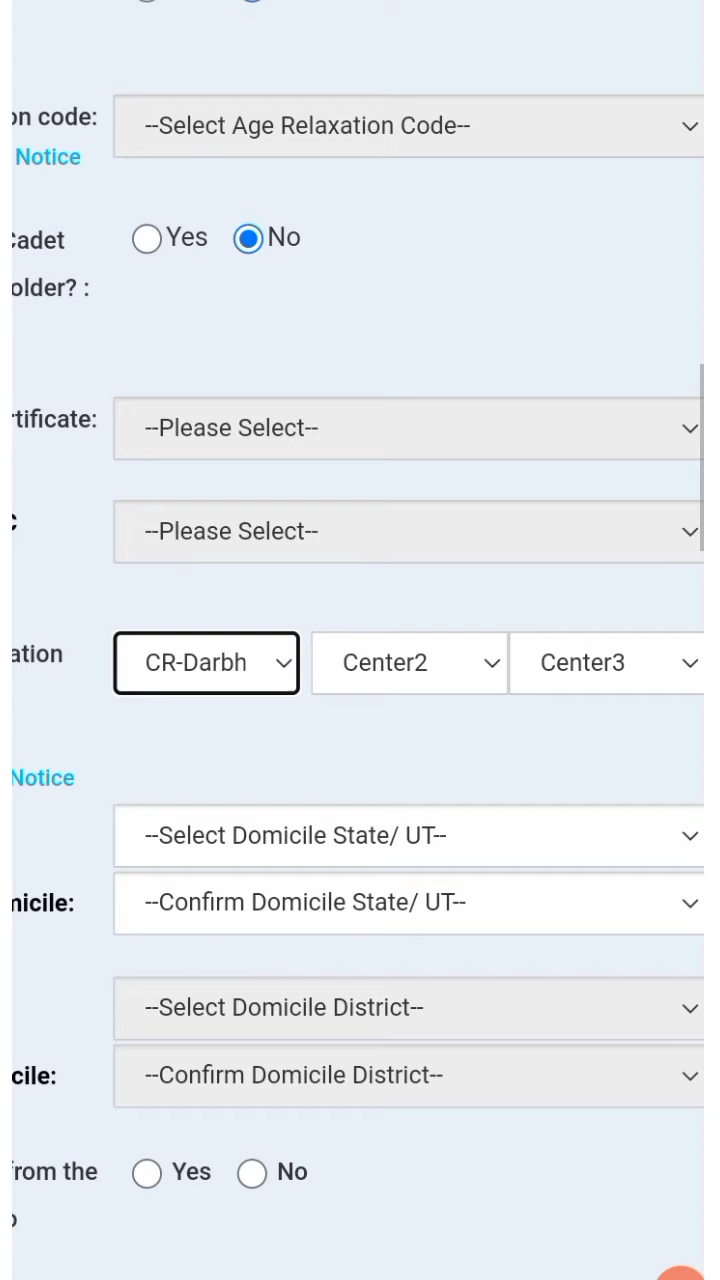 on code:
--Select Age Relaxation Code--
Notice
Cadet
Yes No
older? :
rtificate:
--Please Select--
--Please Select--
ation
CR-Darbh Center2 Center3
Notice
--Select Domicile State/ UT--
micile:
--Confirm Domicile State/ UT--
--Select Domicile District--
cile:
--Confirm Domicile District--
from the
Yes No